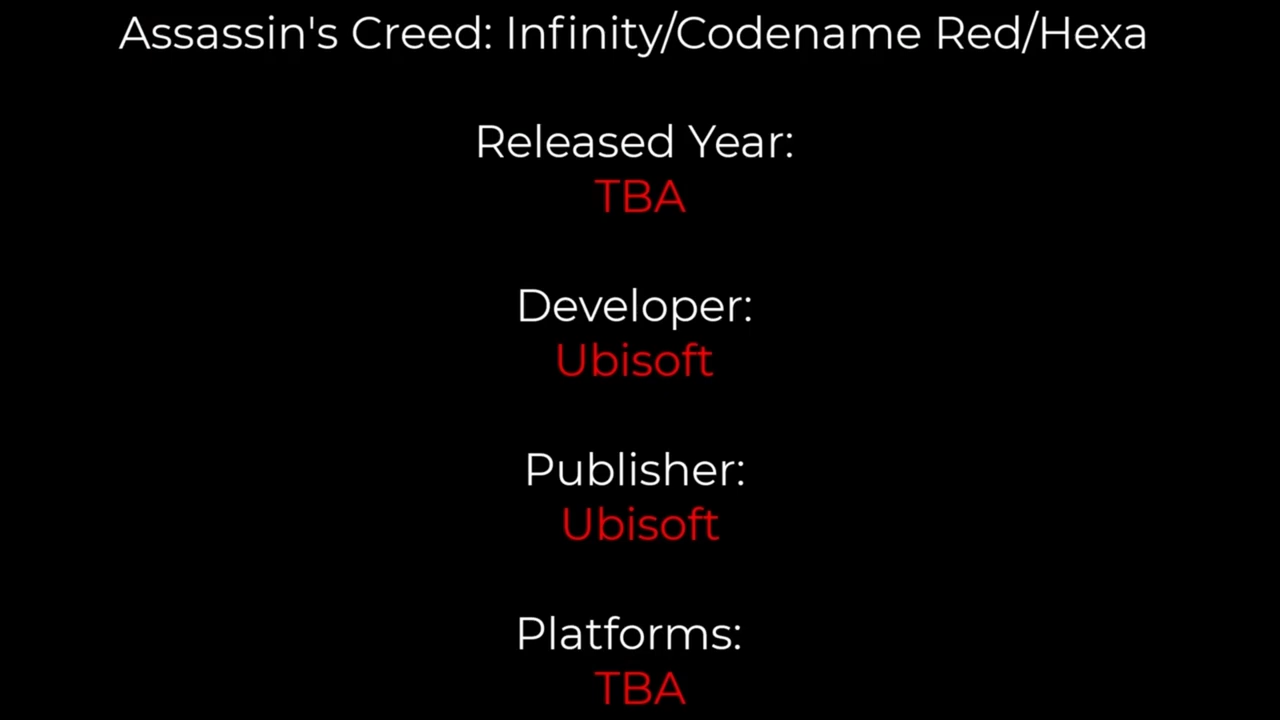 Assassin's Creed: Infinity/Codename Red/Hexa
Released Year:
TBA
Developer:
Ubisoft
Publisher:
Ubisoft
Platforms:
TBA